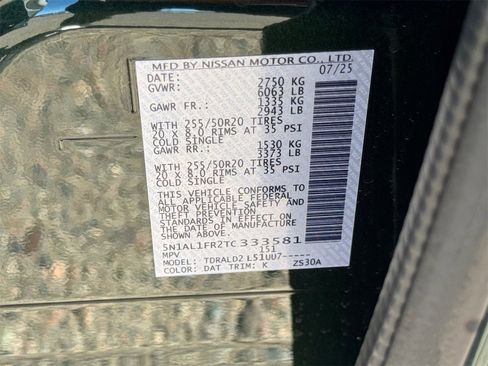 MFD BY NISSAN MOTOR CO., LTD.
DATE: 07/25
GVWR: 2750 KG
6063 LB
GAWR FR.: 1335 KG
2943 LB
WITH 255/50R20 TIRES
20 X 8.0 RIMS AT 35 PSI
COLD SINGLE
GAWR RR.: 1530 KG
3373 LB
WITH 255/50R20 TIRES
20 X 8.0 RIMS AT 35 PSI
COLD SINGLE
THIS VEHICLE CONFORMS TO
ALL APPLICABLE FEDERAL
MOTOR VEHICLE SAFETY AND
THEFT PREVENTION
STANDARDS IN EFFECT ON
DATE OF MANUFACTURE
5N1AL1FR2TC333581
MPV 151
MODEL: TDRALD2 L51UU7-----
COLOR: DAT TRIM: K ZS30A